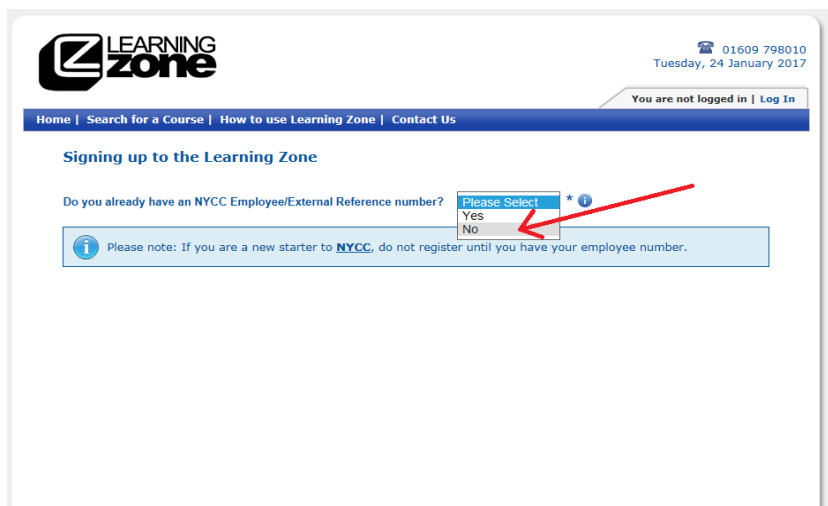 LEARNING
zone
01609 798010
Tuesday, 24 January 2017
You are not logged in | Log In
Home | Search for a Course | How to use Learning Zone | Contact Us
Signing up to the Learning Zone
Do you already have an NYCC Employee/External Reference number? Please Select *
Yes
No
Please note: If you are a new starter to NYCC, do not register until you have your employee number.